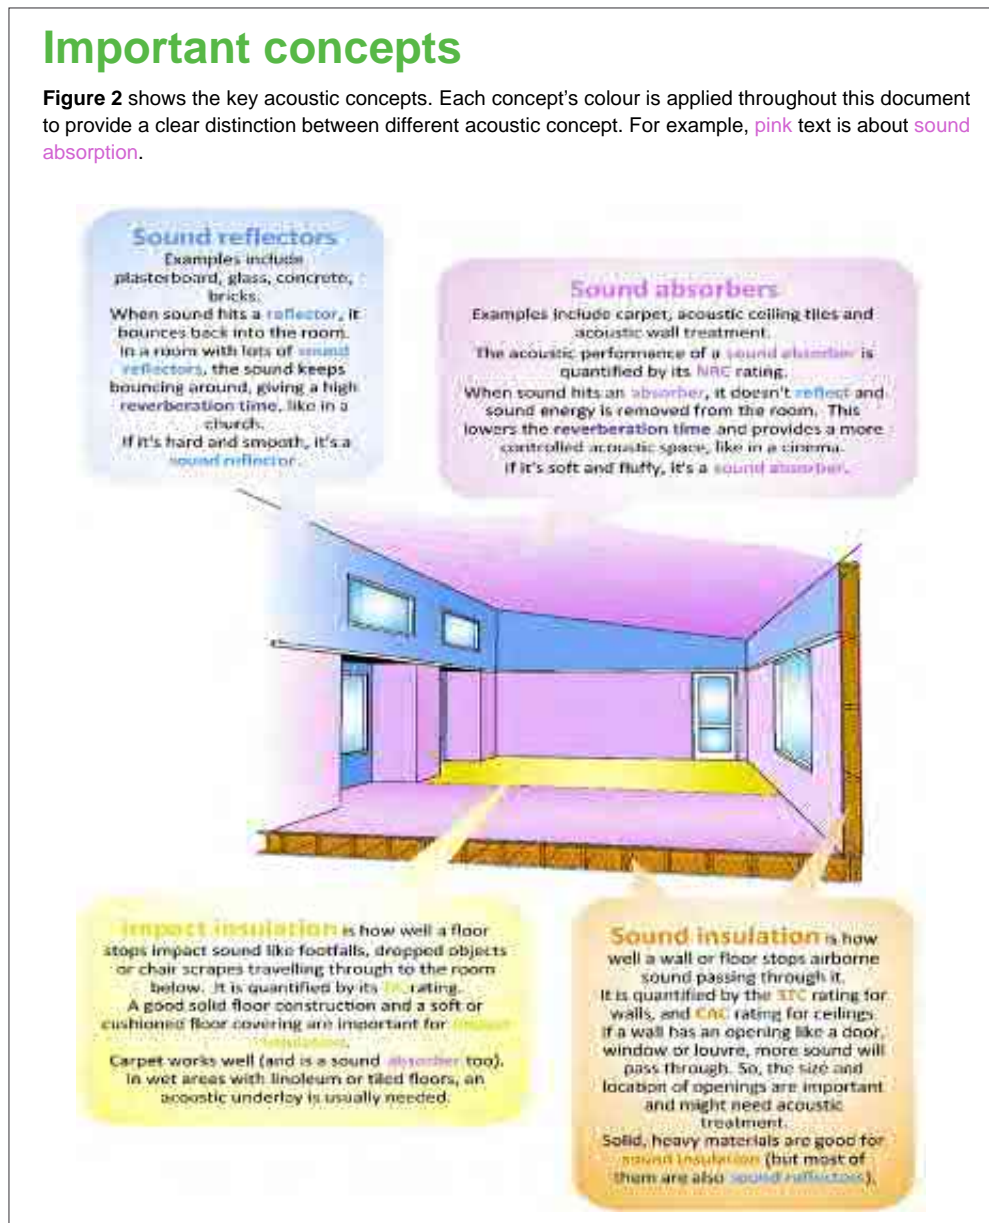 Important concepts
Figure 2 shows the key acoustic concepts. Each concept's colour is applied throughout this document
to provide a clear distinction between different acoustic concept. For example, pink text is about sound
absorption.
Sound reflectors
Examples include
plasterboard, glass, concrete,
bricks.
When sound hits a reflector, it
bounces back into the room.
In a room with lots of sound
reflectors, the sound keeps
bouncing around, giving a high
reverberation time, like in a
church.
If it's hard and smooth, it's a
sound reflector.
Sound absorbers
Examples include carpet, acoustic ceiling tiles and
acoustic wall treatment.
The acoustic performance of a sound absorber is
quantified by its NRC rating.
When sound hits an absorber, it doesn't reflect and
sound energy is removed from the room. This
lowers the reverberation time and provides a more
controlled acoustic space, like in a cinema.
If it's soft and fluffy, it's a sound absorber.
Impact insulation is how well a floor
stops impact sound like footfalls, dropped objects
or chair scrapes travelling through to the room
below. It is quantified by its rating.
A good solid floor construction and a soft or
cushioned floor covering are important for impact
insulation.
Carpet works well (and is a sound absorber too).
In wet areas with linoleum or tiled floors, an
acoustic underlay is usually needed.
Sound insulation is how
well a wall or floor stops airborne
sound passing through it.
It is quantified by the STC rating for
walls, and CAC rating for ceilings.
If a wall has an opening like a door,
window or louvre, more sound will
pass through. So, the size and
location of openings are important
and might need acoustic
treatment.
Solid, heavy materials are good for
sound insulation (but most of
them are also sound reflectors).